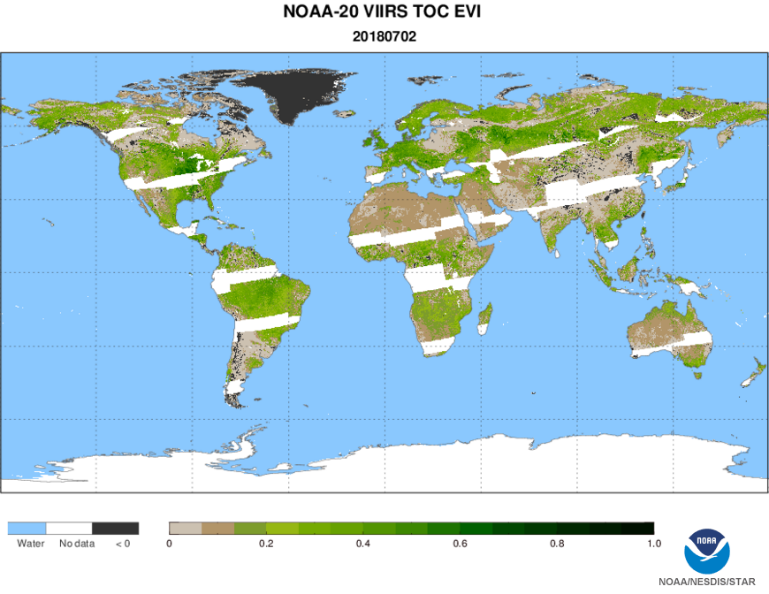 NOAA-20 VIIRS TOC EVI
20180702
Water No data < 0 0 0.2 0.4 0.6 0.8 1.0
NOAA
NOAA/NESDIS/STAR